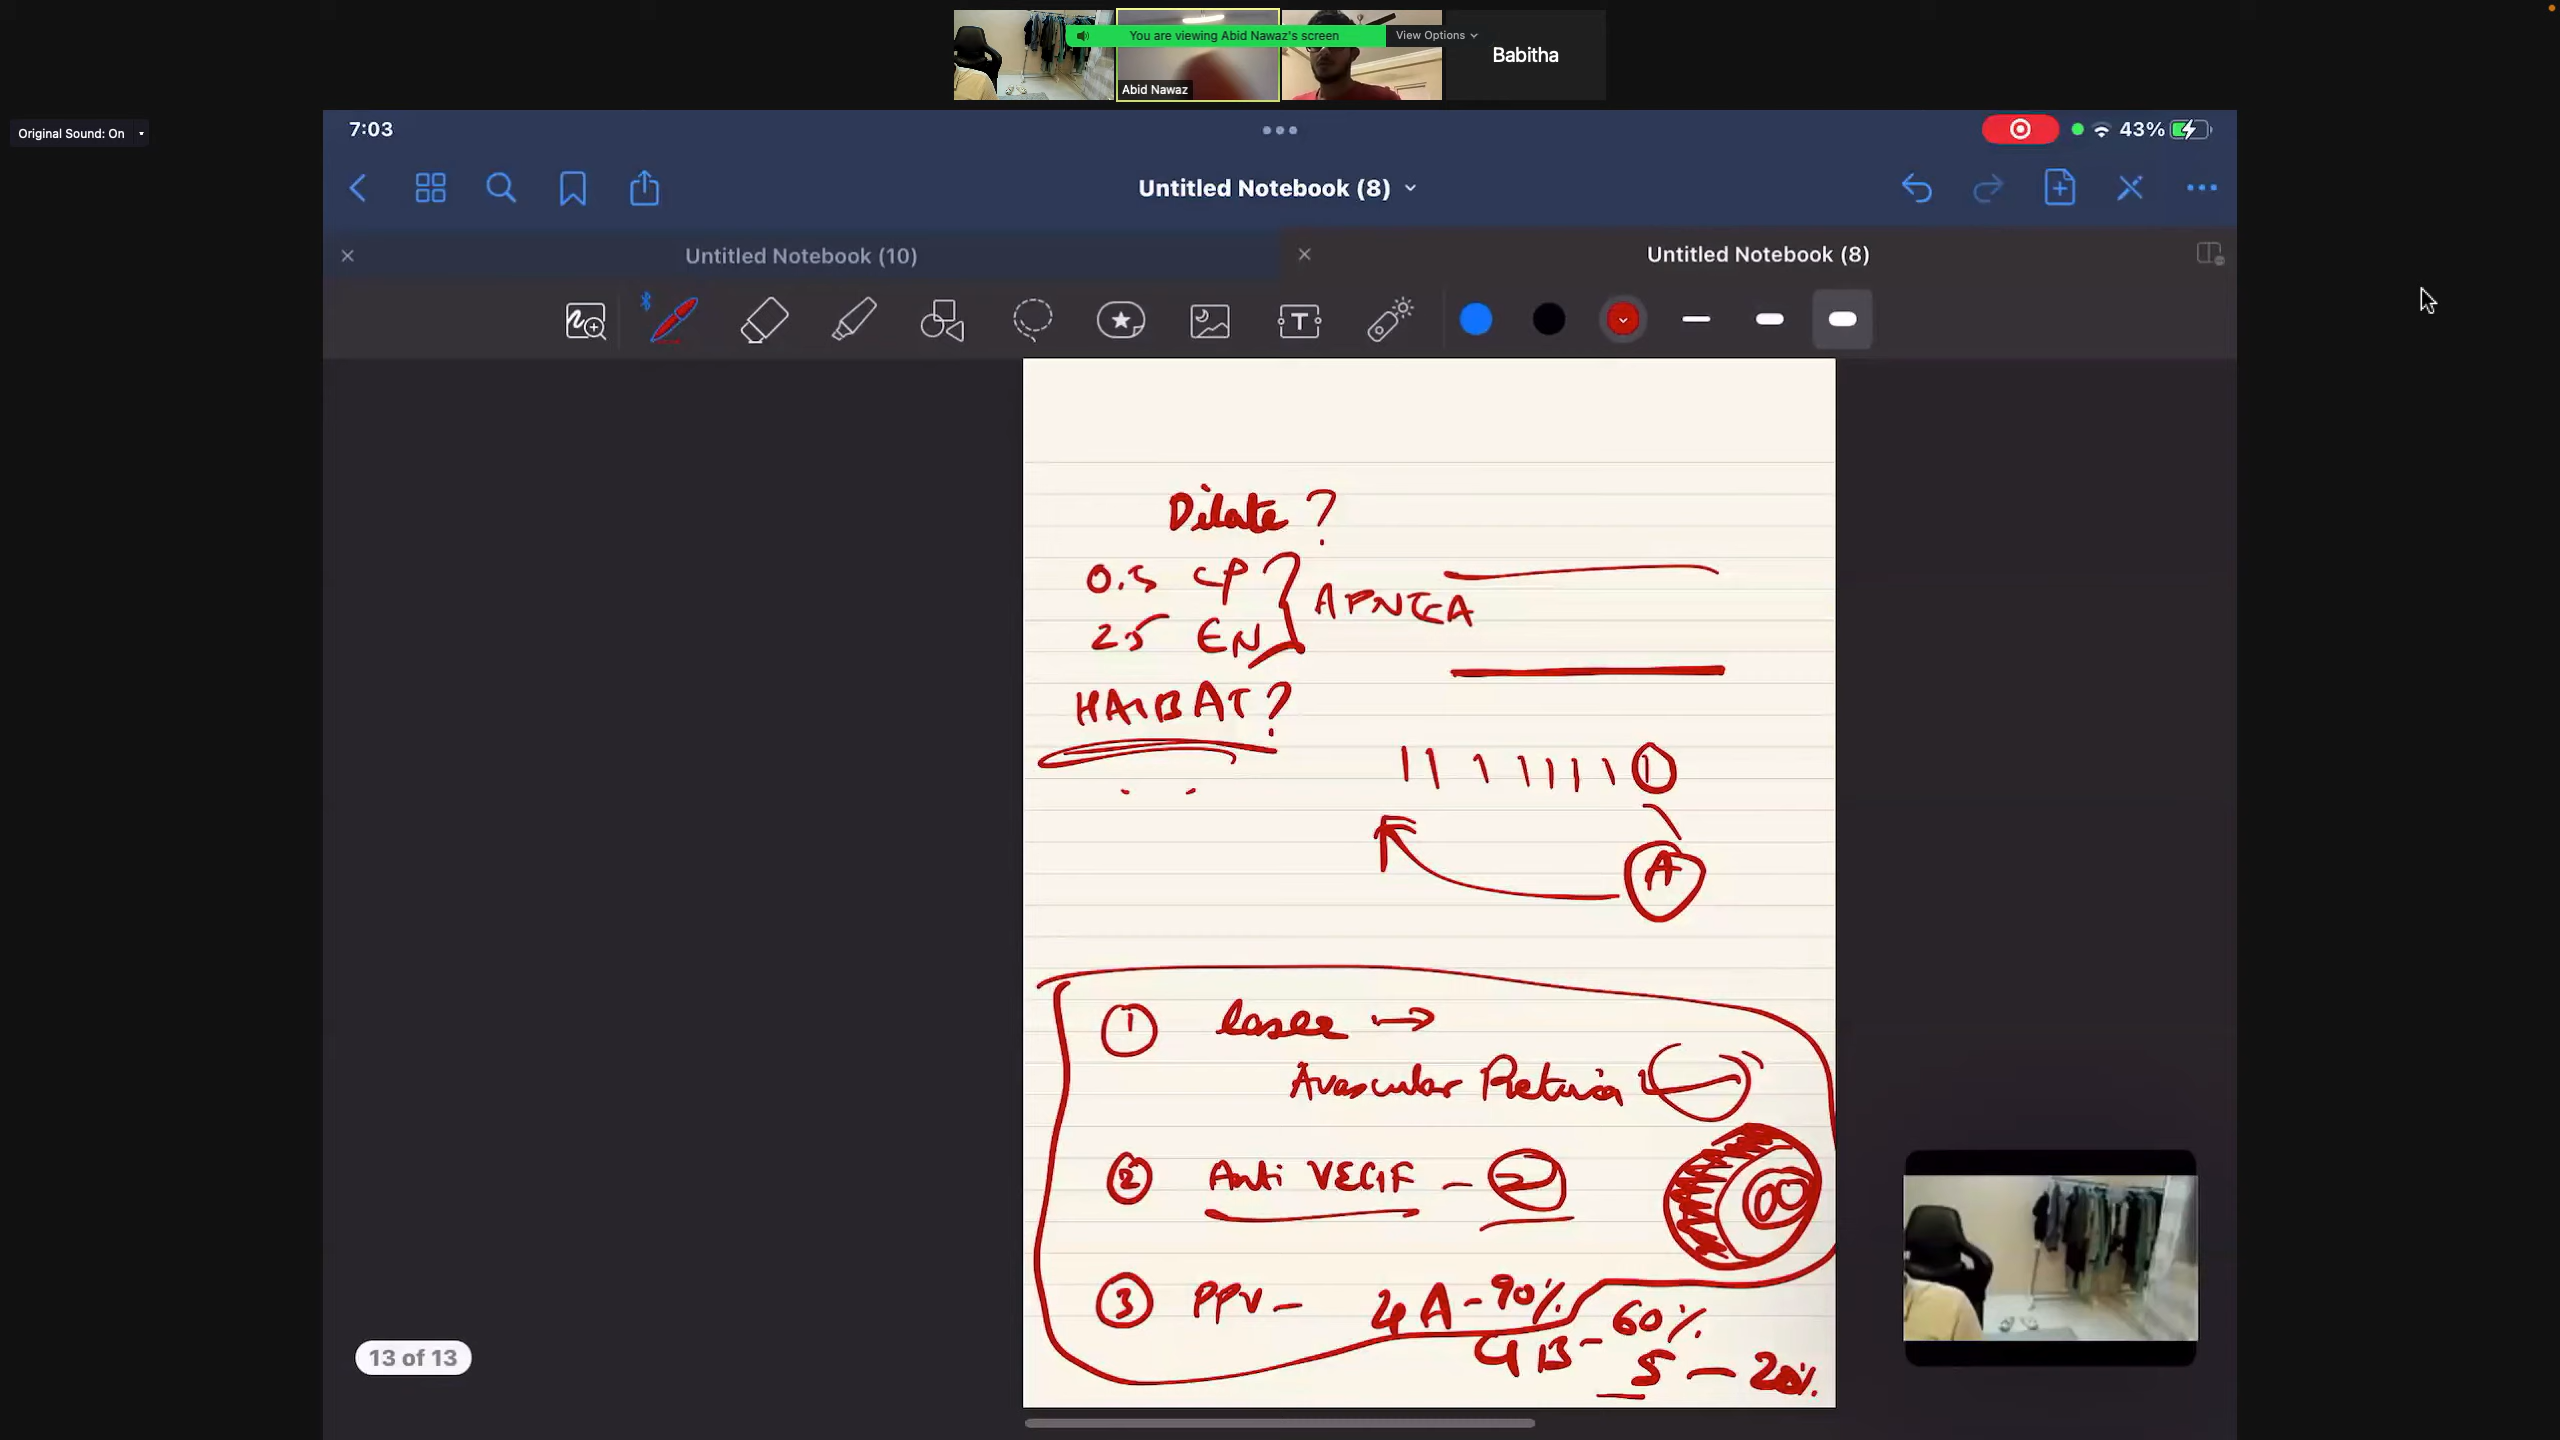 You are viewing Abid Nawaz's screen
View Options
Babitha
Abid Nawaz
Original Sound: On
7:03
43%
Untitled Notebook (8)
Untitled Notebook (10)
Untitled Notebook (8)
T
Dilate ?
0.5 CP
2.5 EN
APNEA
HAIBAT ?
A
1 laser →
Avascular Retina
2 Anti VEGF -
3 PPV - 4A - 90%
4B - 60%
5 - 20%
13 of 13